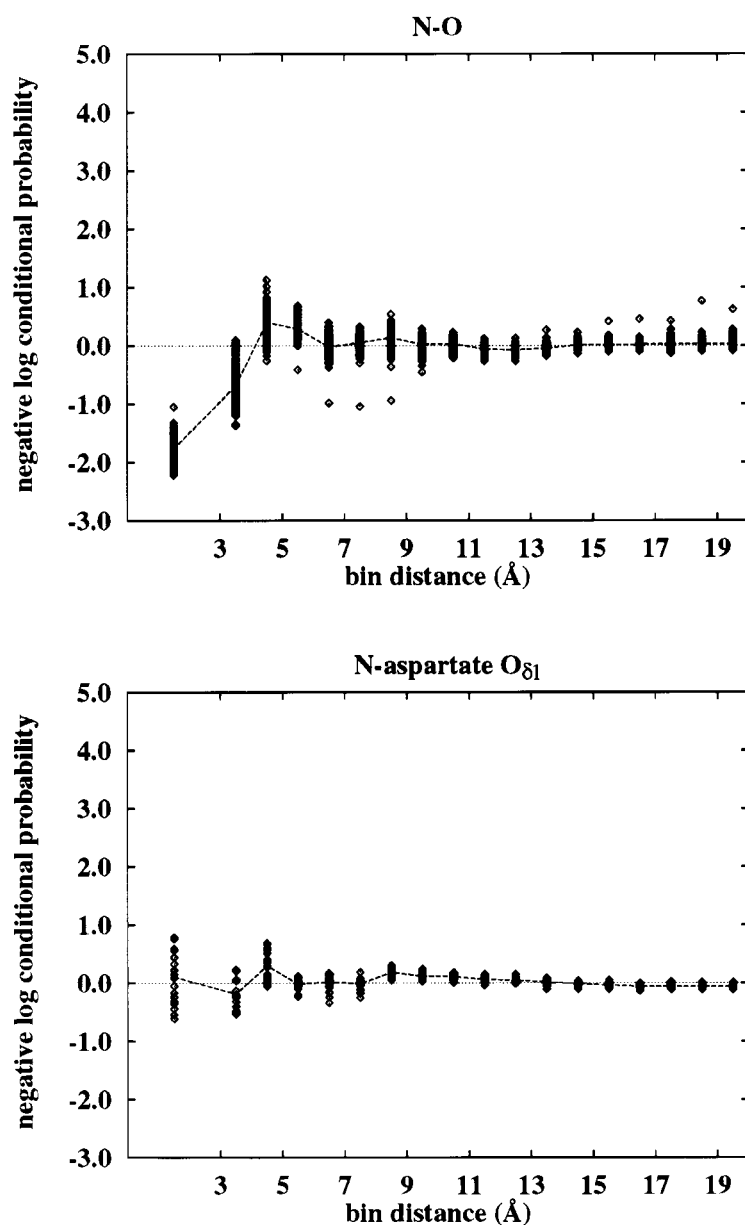 N-O
negative log conditional probability
5.0
4.0
3.0
2.0
1.0
0.0
-1.0
-2.0
-3.0
3 5 7 9 11 13 15 17 19
bin distance (Å)
N-aspartate Oδ1
negative log conditional probability
5.0
4.0
3.0
2.0
1.0
0.0
-1.0
-2.0
-3.0
3 5 7 9 11 13 15 17 19
bin distance (Å)